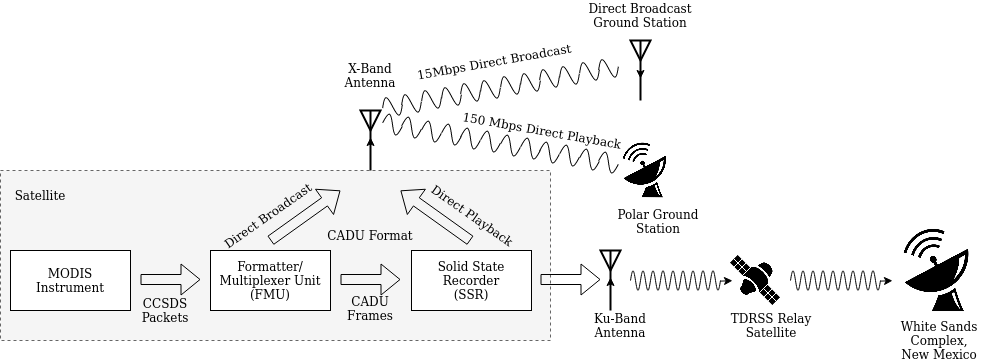 Direct Broadcast
Ground Station
15Mbps Direct Broadcast
X-Band
Antenna
150 Mbps Direct Playback
Satellite
Direct Broadcast
Direct Playback
Polar Ground
Station
CADU Format
MODIS
Instrument
CCSDS
Packets
Formatter/
Multiplexer Unit
(FMU)
CADU
Frames
Solid State
Recorder
(SSR)
Ku-Band
Antenna
TDRSS Relay
Satellite
White Sands
Complex,
New Mexico